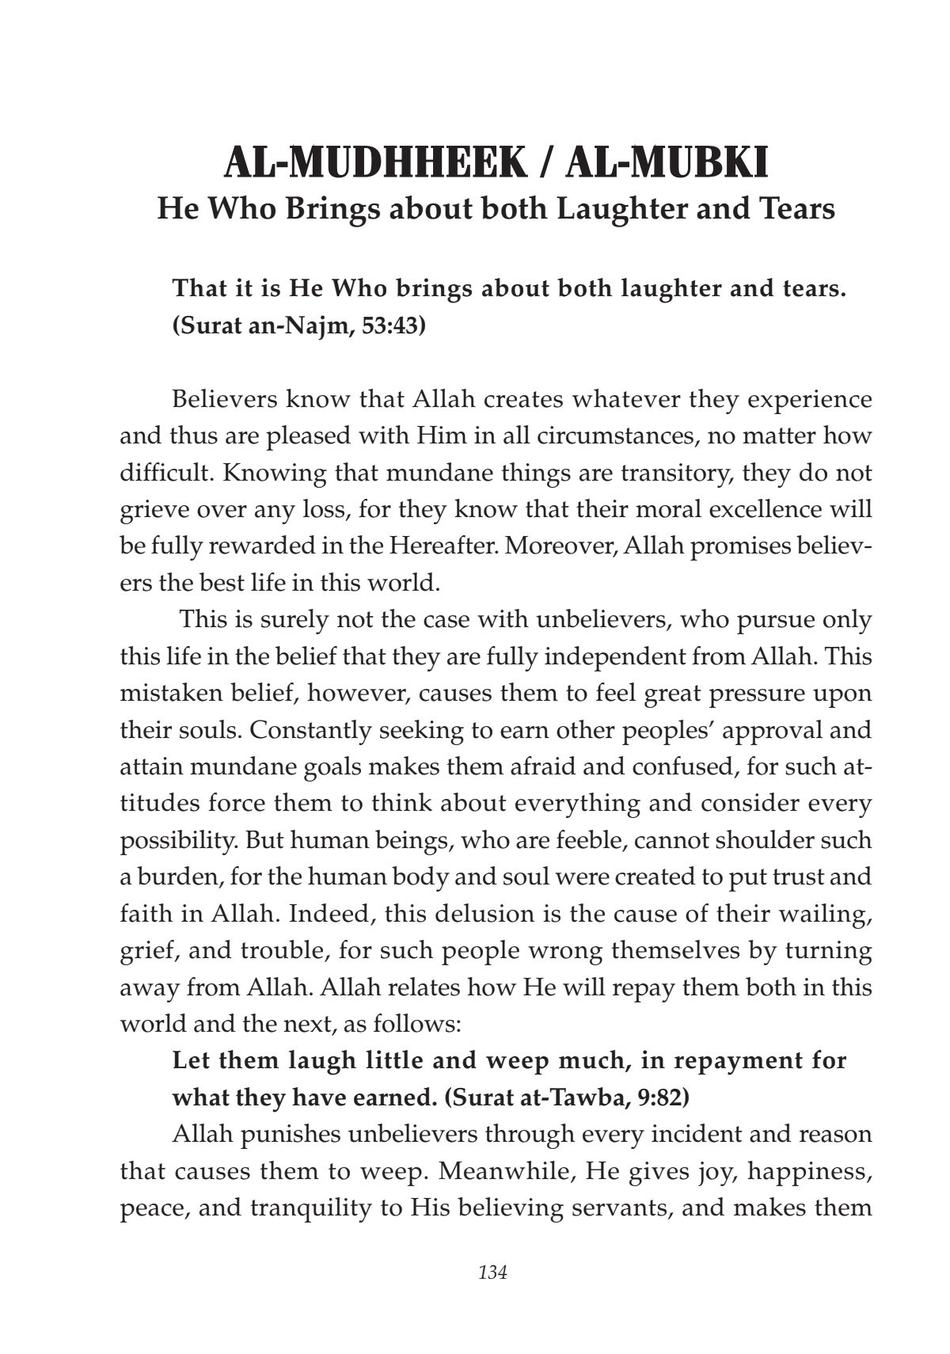 AL-MUDHHEEK / AL-MUBKI
He Who Brings about both Laughter and Tears
That it is He Who brings about both laughter and tears.
(Surat an-Najm, 53:43)
Believers know that Allah creates whatever they experience
and thus are pleased with Him in all circumstances, no matter how
difficult. Knowing that mundane things are transitory, they do not
grieve over any loss, for they know that their moral excellence will
be fully rewarded in the Hereafter. Moreover, Allah promises believ-
ers the best life in this world.
This is surely not the case with unbelievers, who pursue only
this life in the belief that they are fully independent from Allah. This
mistaken belief, however, causes them to feel great pressure upon
their souls. Constantly seeking to earn other peoples’ approval and
attain mundane goals makes them afraid and confused, for such at-
titudes force them to think about everything and consider every
possibility. But human beings, who are feeble, cannot shoulder such
a burden, for the human body and soul were created to put trust and
faith in Allah. Indeed, this delusion is the cause of their wailing,
grief, and trouble, for such people wrong themselves by turning
away from Allah. Allah relates how He will repay them both in this
world and the next, as follows:
Let them laugh little and weep much, in repayment for
what they have earned. (Surat at-Tawba, 9:82)
Allah punishes unbelievers through every incident and reason
that causes them to weep. Meanwhile, He gives joy, happiness,
peace, and tranquility to His believing servants, and makes them
134